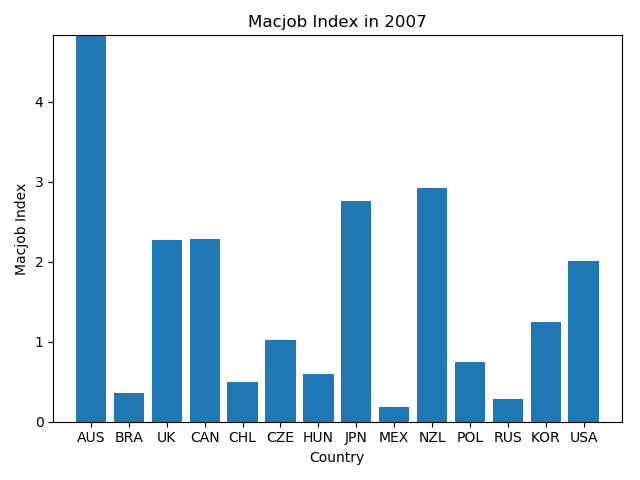 Macjob Index in 2007
Macjob Index
4
3
2
1
0
AUS BRA UK CAN CHL CZE HUN JPN MEX NZL POL RUS KOR USA
Country